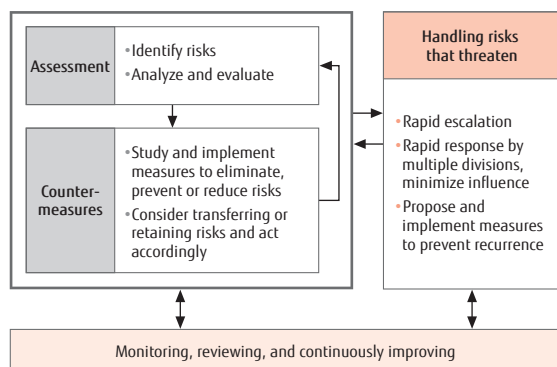 Assessment
•Identify risks
•Analyze and evaluate
Counter-
measures
•Study and implement
measures to eliminate,
prevent or reduce risks
•Consider transferring or
retaining risks and act
accordingly
Handling risks
that threaten
•Rapid escalation
•Rapid response by
multiple divisions,
minimize influence
•Propose and
implement measures
to prevent recurrence
Monitoring, reviewing, and continuously improving